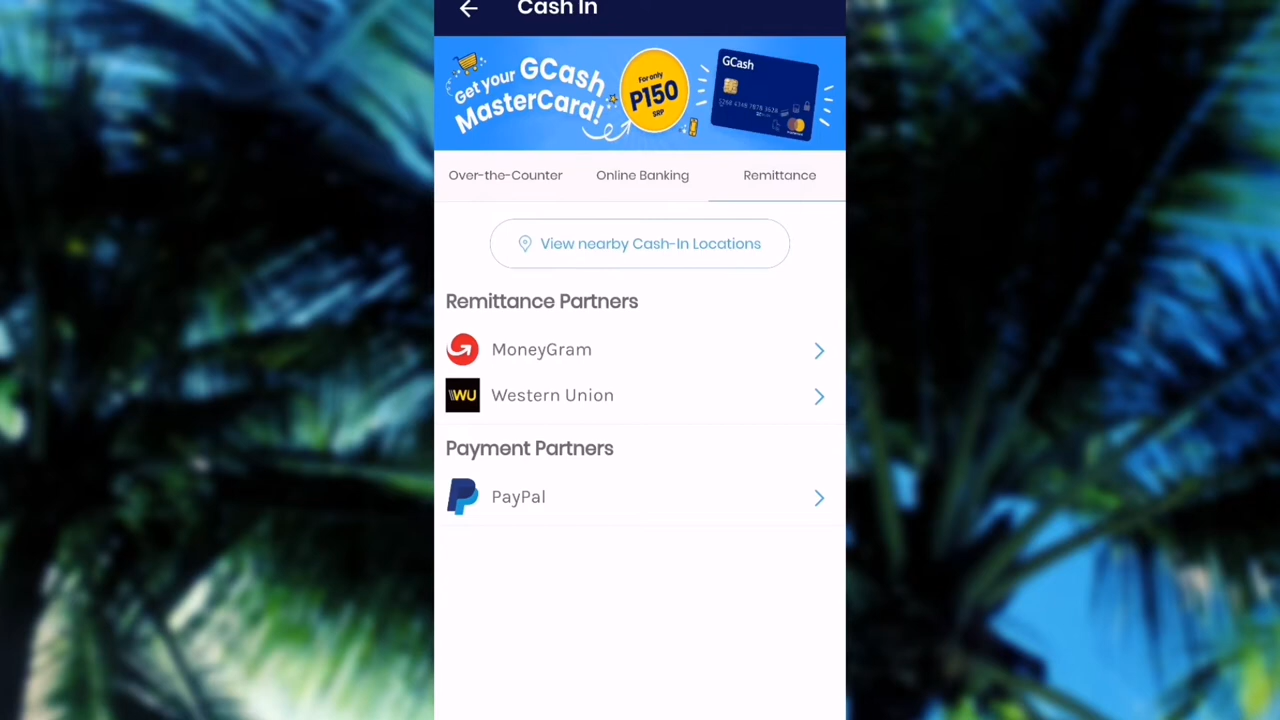 Cash In
Get your GCash
MasterCard!
For only
P150
SRP
GCash
Over-the-Counter
Online Banking
Remittance
View nearby Cash-In Locations
Remittance Partners
MoneyGram
WU
Western Union
Payment Partners
PayPal